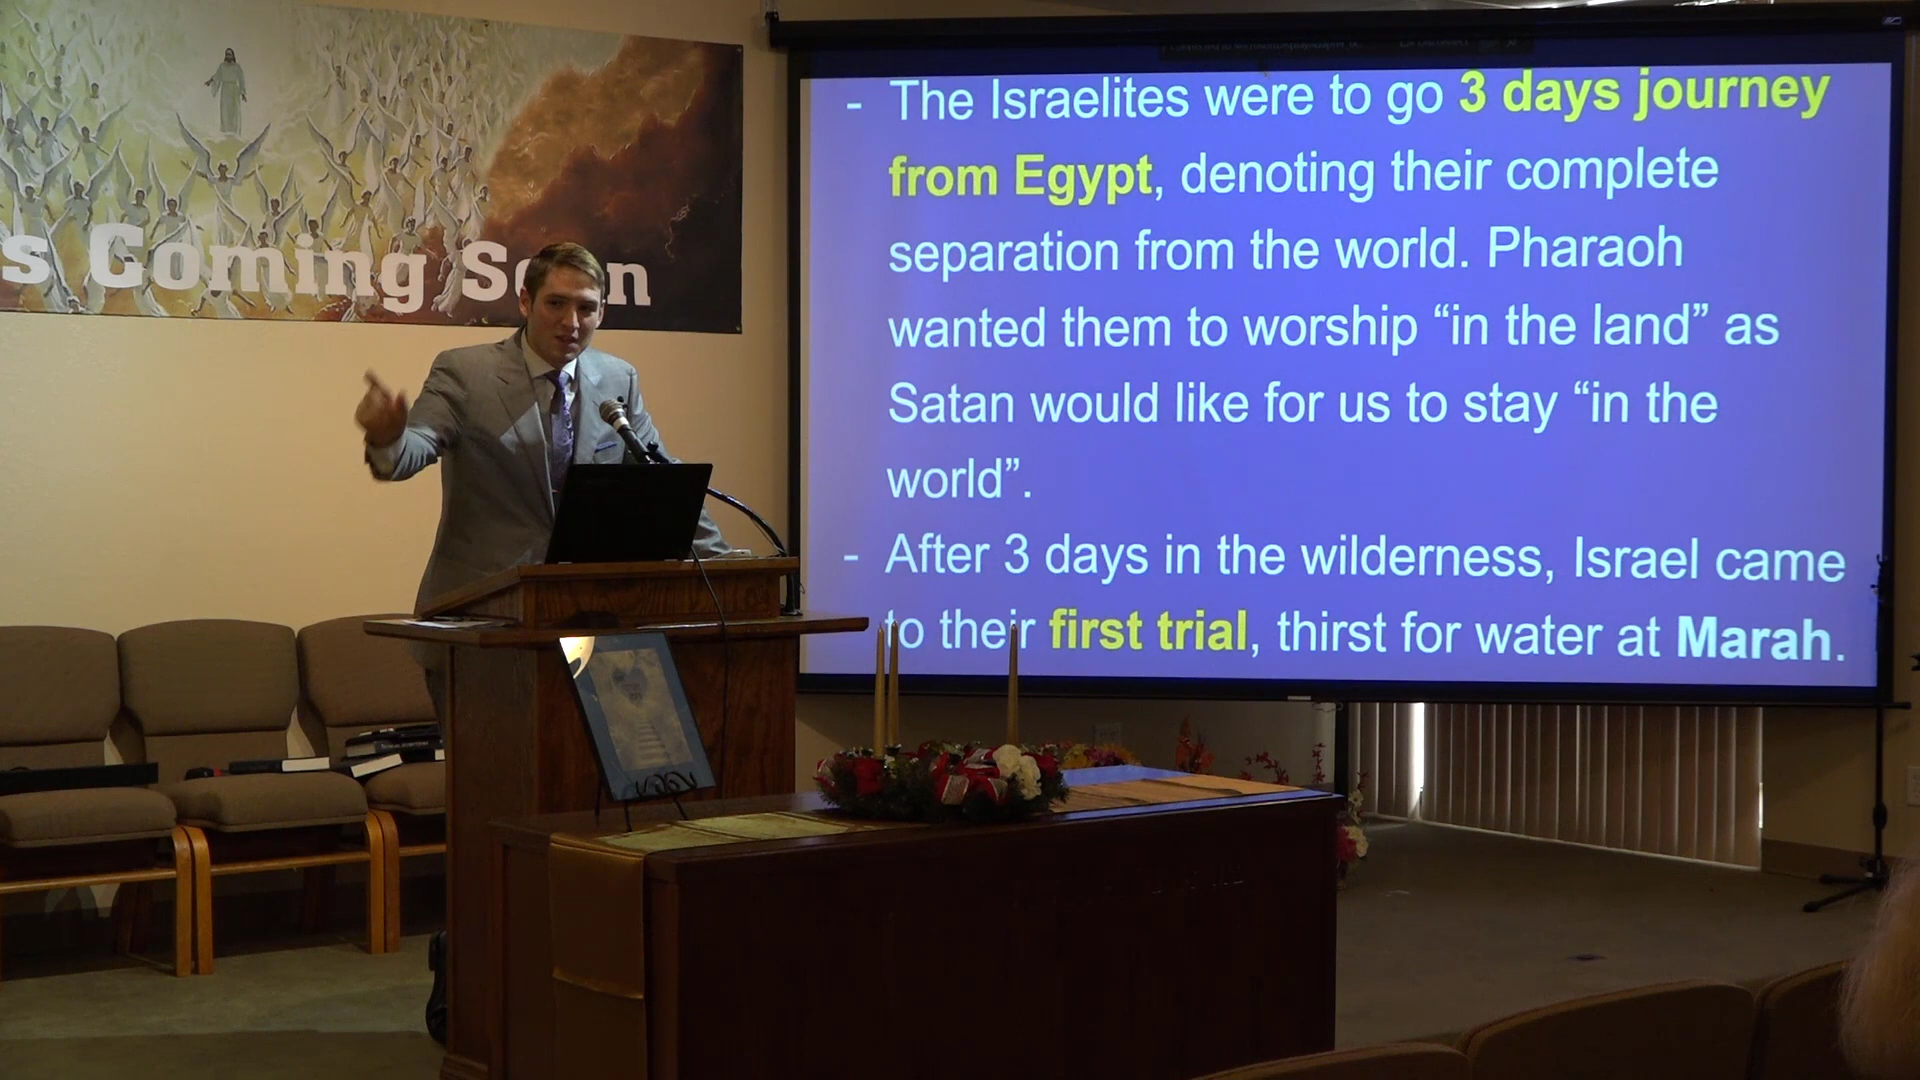 s Coming S n
- The Israelites were to go 3 days journey
from Egypt, denoting their complete
separation from the world. Pharaoh
wanted them to worship “in the land” as
Satan would like for us to stay “in the
world”.
- After 3 days in the wilderness, Israel came
to their first trial, thirst for water at Marah.